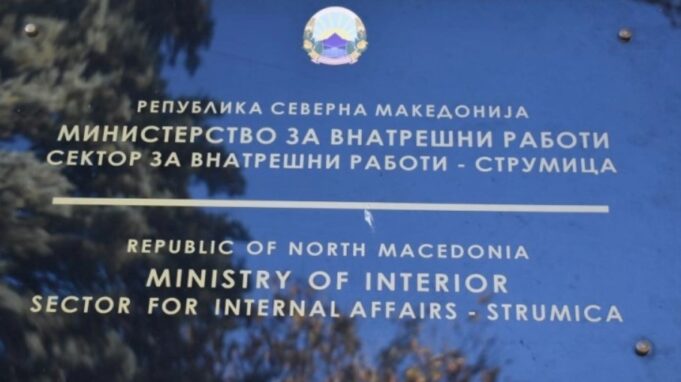 РЕПУБЛИКА СЕВЕРНА МАКЕДОНИЈА
МИНИСТЕРСТВО ЗА ВНАТРЕШНИ РАБОТИ
СЕКТОР ЗА ВНАТРЕШНИ РАБОТИ - СТРУМИЦА
REPUBLIC OF NORTH MACEDONIA
MINISTRY OF INTERIOR
SECTOR FOR INTERNAL AFFAIRS - STRUMICA